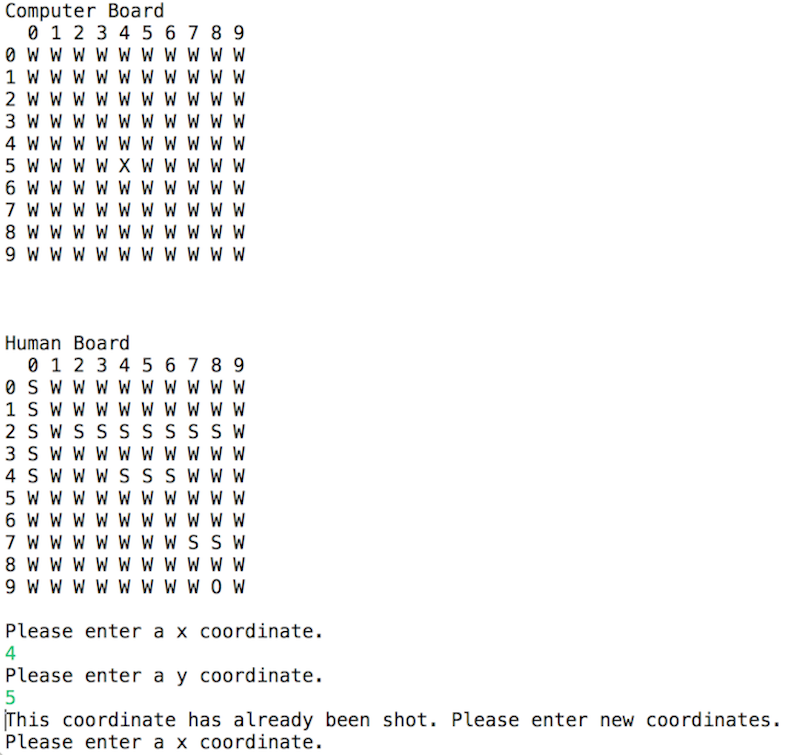 Computer Board
  0 1 2 3 4 5 6 7 8 9
0 W W W W W W W W W W
1 W W W W W W W W W W
2 W W W W W W W W W W
3 W W W W W W W W W W
4 W W W W W W W W W W
5 W W W W X W W W W W
6 W W W W W W W W W W
7 W W W W W W W W W W
8 W W W W W W W W W W
9 W W W W W W W W W W
Human Board
  0 1 2 3 4 5 6 7 8 9
0 S W W W W W W W W W
1 S W W W W W W W W W
2 S W S S S S S S S W
3 S W W W W W W W W W
4 S W W W S S S W W W
5 W W W W W W W W W W
6 W W W W W W W W W W
7 W W W W W W W S S W
8 W W W W W W W W W W
9 W W W W W W W W O W
Please enter a x coordinate.
4
Please enter a y coordinate.
5
This coordinate has already been shot. Please enter new coordinates.
Please enter a x coordinate.